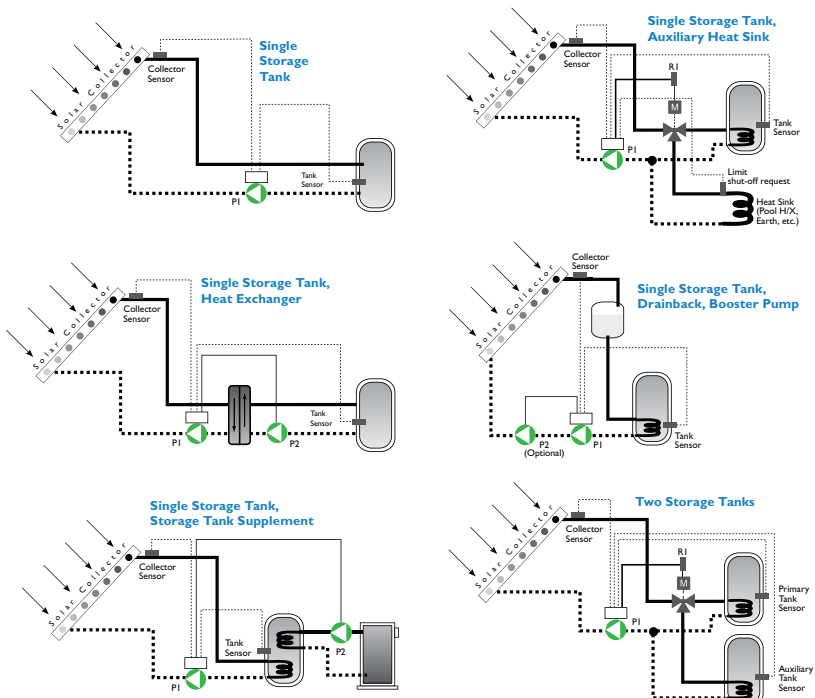 Single
Storage
Tank
Solar Collector
Collector
Sensor
Tank
Sensor
P1
Single Storage Tank,
Auxiliary Heat Sink
Solar Collector
Collector
Sensor
R1
M
Tank
Sensor
P1
Limit
shut-off request
Heat Sink
(Pool H/X,
Earth, etc.)
Single Storage Tank,
Heat Exchanger
Solar Collector
Collector
Sensor
Tank
Sensor
P1
P2
Single Storage Tank,
Drainback, Booster Pump
Solar Collector
Collector
Sensor
P2
(Optional)
P1
Tank
Sensor
Single Storage Tank,
Storage Tank Supplement
Solar Collector
Collector
Sensor
Tank
Sensor
P1
P2
Two Storage Tanks
Solar Collector
Collector
Sensor
R1
M
P1
Primary
Tank
Sensor
Auxiliary
Tank
Sensor